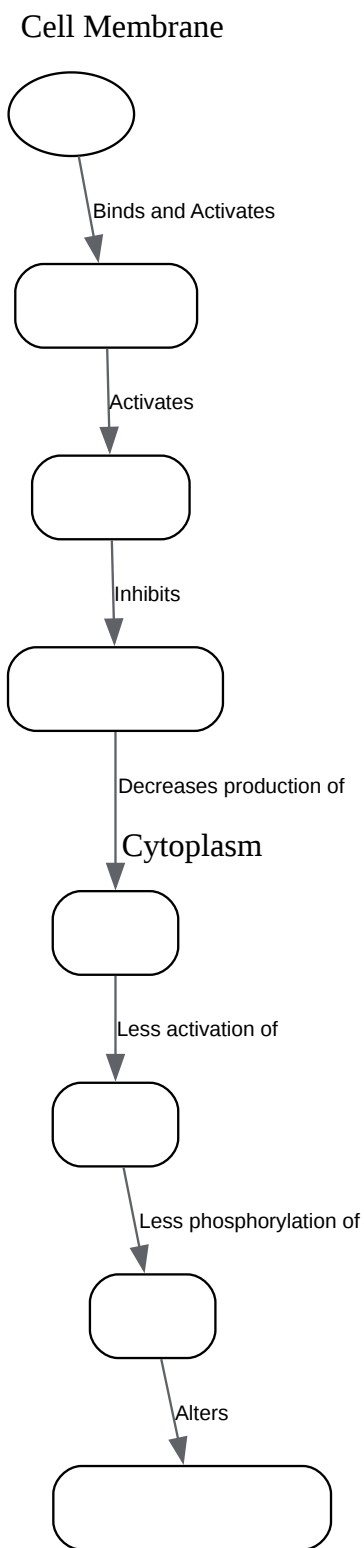 Cell Membrane
Binds and Activates
Activates
Inhibits
Decreases production of
Cytoplasm
Less activation of
Less phosphorylation of
Alters